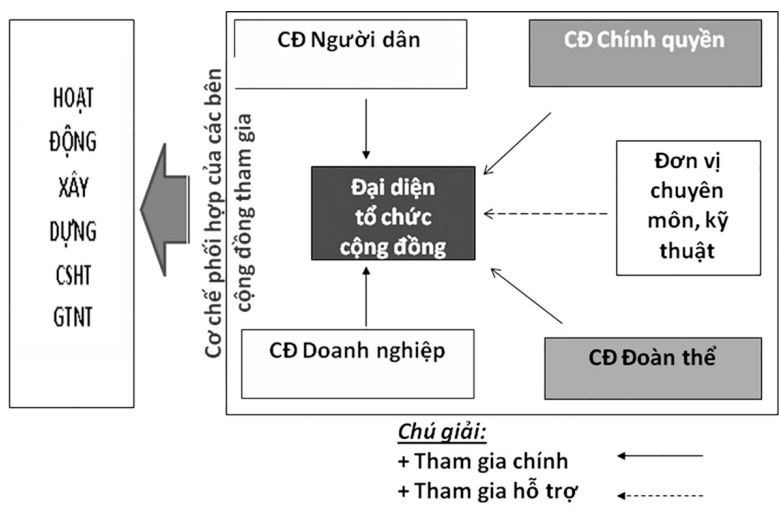 HOẠT
ĐỘNG
XÂY
DỰNG
CSHT
GTNT
Cơ chế phối hợp của các bên
cộng đồng tham gia
CĐ Người dân
CĐ Chính quyền
Đại diện
tổ chức
cộng đồng
Đơn vị
chuyên
môn, kỹ
thuật
CĐ Doanh nghiệp
CĐ Đoàn thể
Chú giải:
+ Tham gia chính
+ Tham gia hỗ trợ